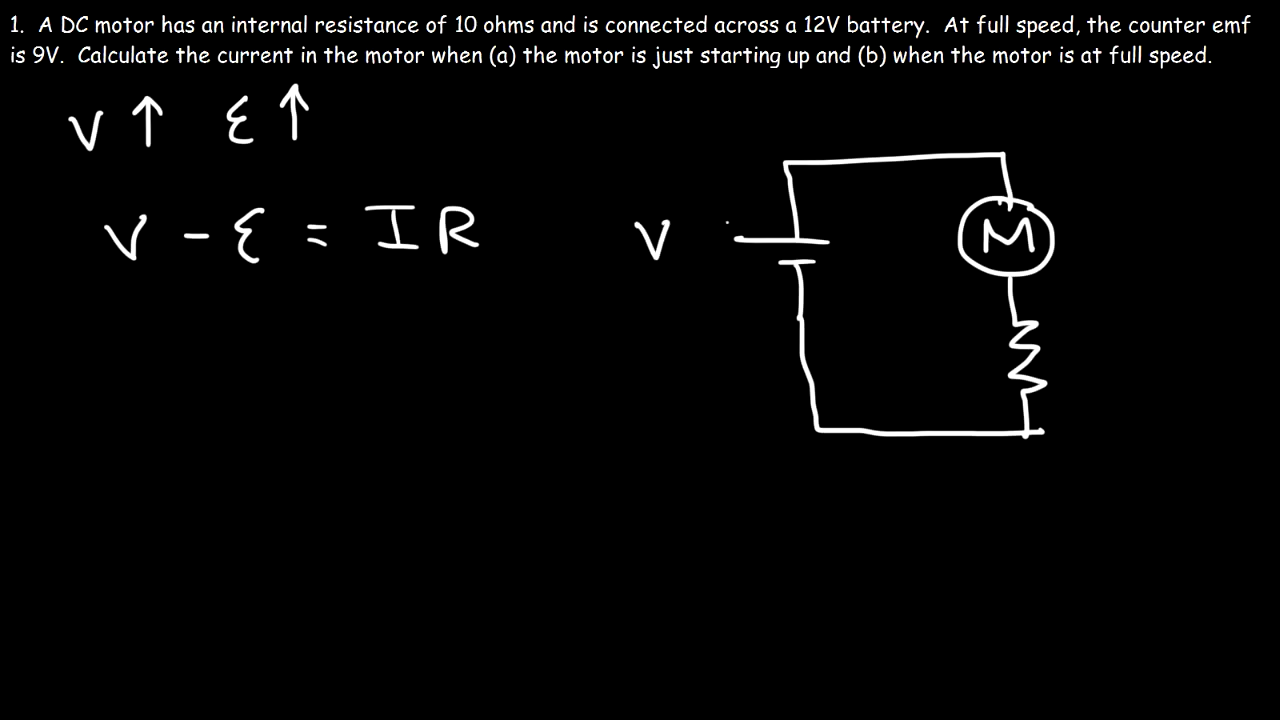 1. A DC motor has an internal resistance of 10 ohms and is connected across a 12V battery. At full speed, the counter emf
is 9V. Calculate the current in the motor when (a) the motor is just starting up and (b) when the motor is at full speed.
V ↑ ℰ ↑
V - ℰ = IR
V
M